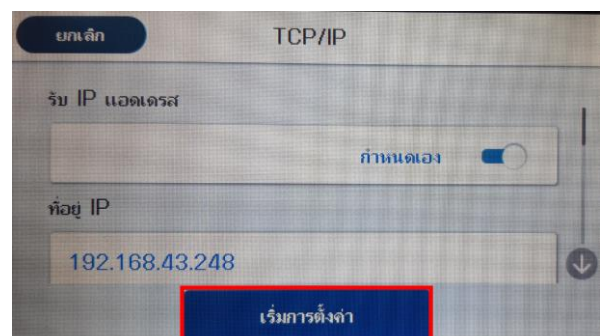 ยกเลิก
TCP/IP
รับ IP แอดเดรส
กำหนดเอง
ที่อยู่ IP
192.168.43.248
เริ่มการตั้งค่า